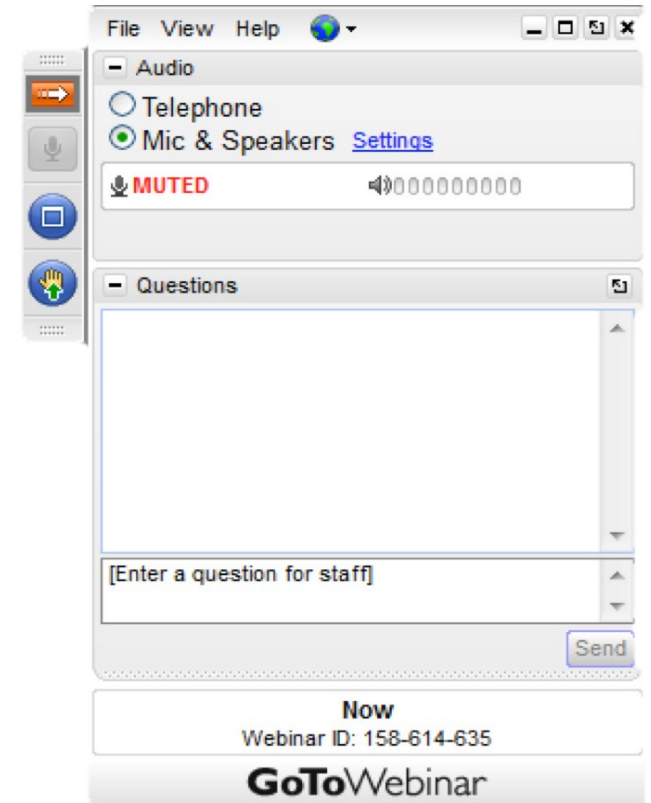 File View Help
Audio
Telephone
Mic & Speakers Settings
MUTED 000000000
Questions
[Enter a question for staff]
Send
Now
Webinar ID: 158-614-635
GoToWebinar